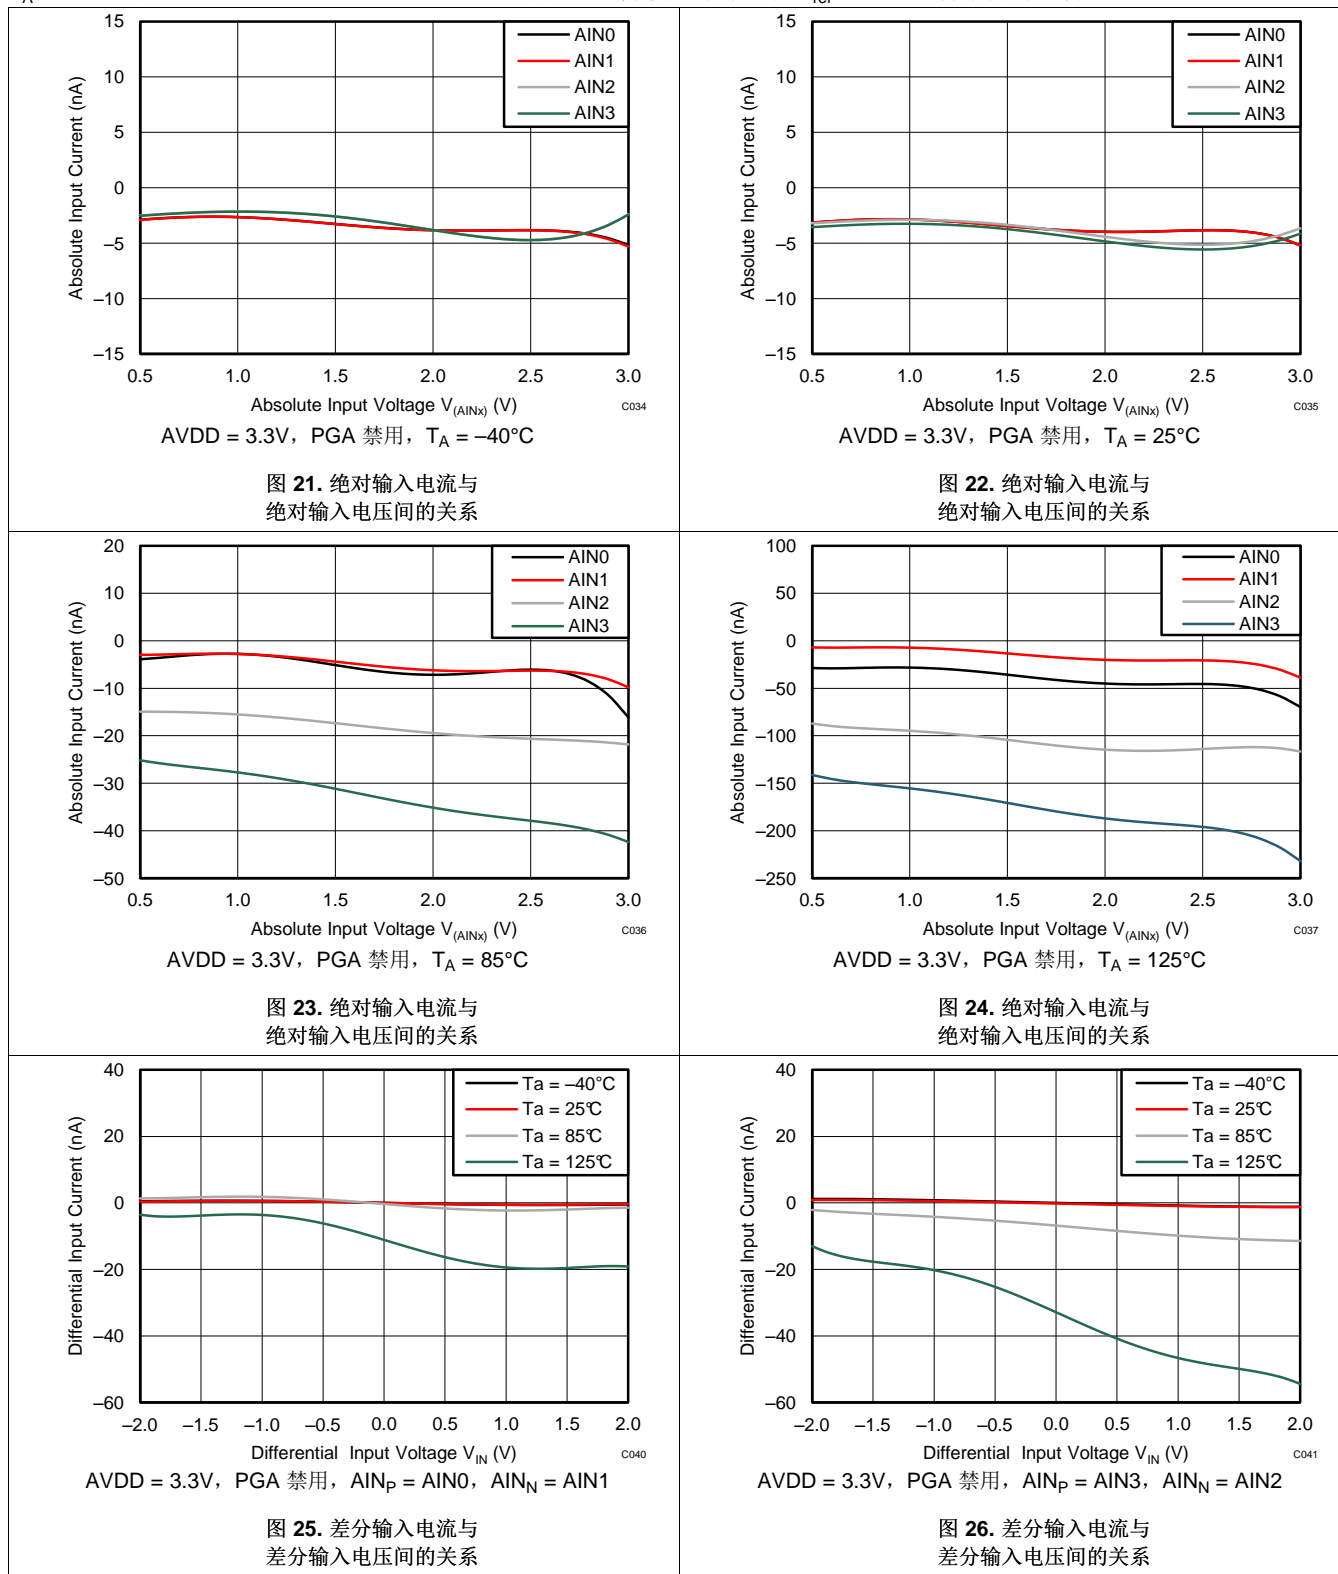 A
15
10
5
0
–5
–10
–15
0.5 1.0 1.5 2.0 2.5 3.0
Absolute Input Current (nA)
Absolute Input Voltage V(AINx) (V)
C034
AIN0
AIN1
AIN2
AIN3
AVDD = 3.3V，PGA 禁用，TA = –40°C
图 21. 绝对输入电流与
绝对输入电压间的关系
15
10
5
0
–5
–10
–15
0.5 1.0 1.5 2.0 2.5 3.0
Absolute Input Current (nA)
Absolute Input Voltage V(AINx) (V)
C035
AIN0
AIN1
AIN2
AIN3
AVDD = 3.3V，PGA 禁用，TA = 25°C
图 22. 绝对输入电流与
绝对输入电压间的关系
20
10
0
–10
–20
–30
–40
–50
0.5 1.0 1.5 2.0 2.5 3.0
Absolute Input Current (nA)
Absolute Input Voltage V(AINx) (V)
C036
AIN0
AIN1
AIN2
AIN3
AVDD = 3.3V，PGA 禁用，TA = 85°C
图 23. 绝对输入电流与
绝对输入电压间的关系
100
50
0
–50
–100
–150
–200
–250
0.5 1.0 1.5 2.0 2.5 3.0
Absolute Input Current (nA)
Absolute Input Voltage V(AINx) (V)
C037
AIN0
AIN1
AIN2
AIN3
AVDD = 3.3V，PGA 禁用，TA = 125°C
图 24. 绝对输入电流与
绝对输入电压间的关系
40
20
0
–20
–40
–60
–2.0 –1.5 –1.0 –0.5 0.0 0.5 1.0 1.5 2.0
Differential Input Current (nA)
Differential Input Voltage VIN (V)
C040
Ta = –40°C
Ta = 25°C
Ta = 85°C
Ta = 125°C
AVDD = 3.3V，PGA 禁用，AINP = AIN0，AINN = AIN1
图 25. 差分输入电流与
差分输入电压间的关系
40
20
0
–20
–40
–60
–2.0 –1.5 –1.0 –0.5 0.0 0.5 1.0 1.5 2.0
Differential Input Current (nA)
Differential Input Voltage VIN (V)
C041
Ta = –40°C
Ta = 25°C
Ta = 85°C
Ta = 125°C
AVDD = 3.3V，PGA 禁用，AINP = AIN3，AINN = AIN2
图 26. 差分输入电流与
差分输入电压间的关系